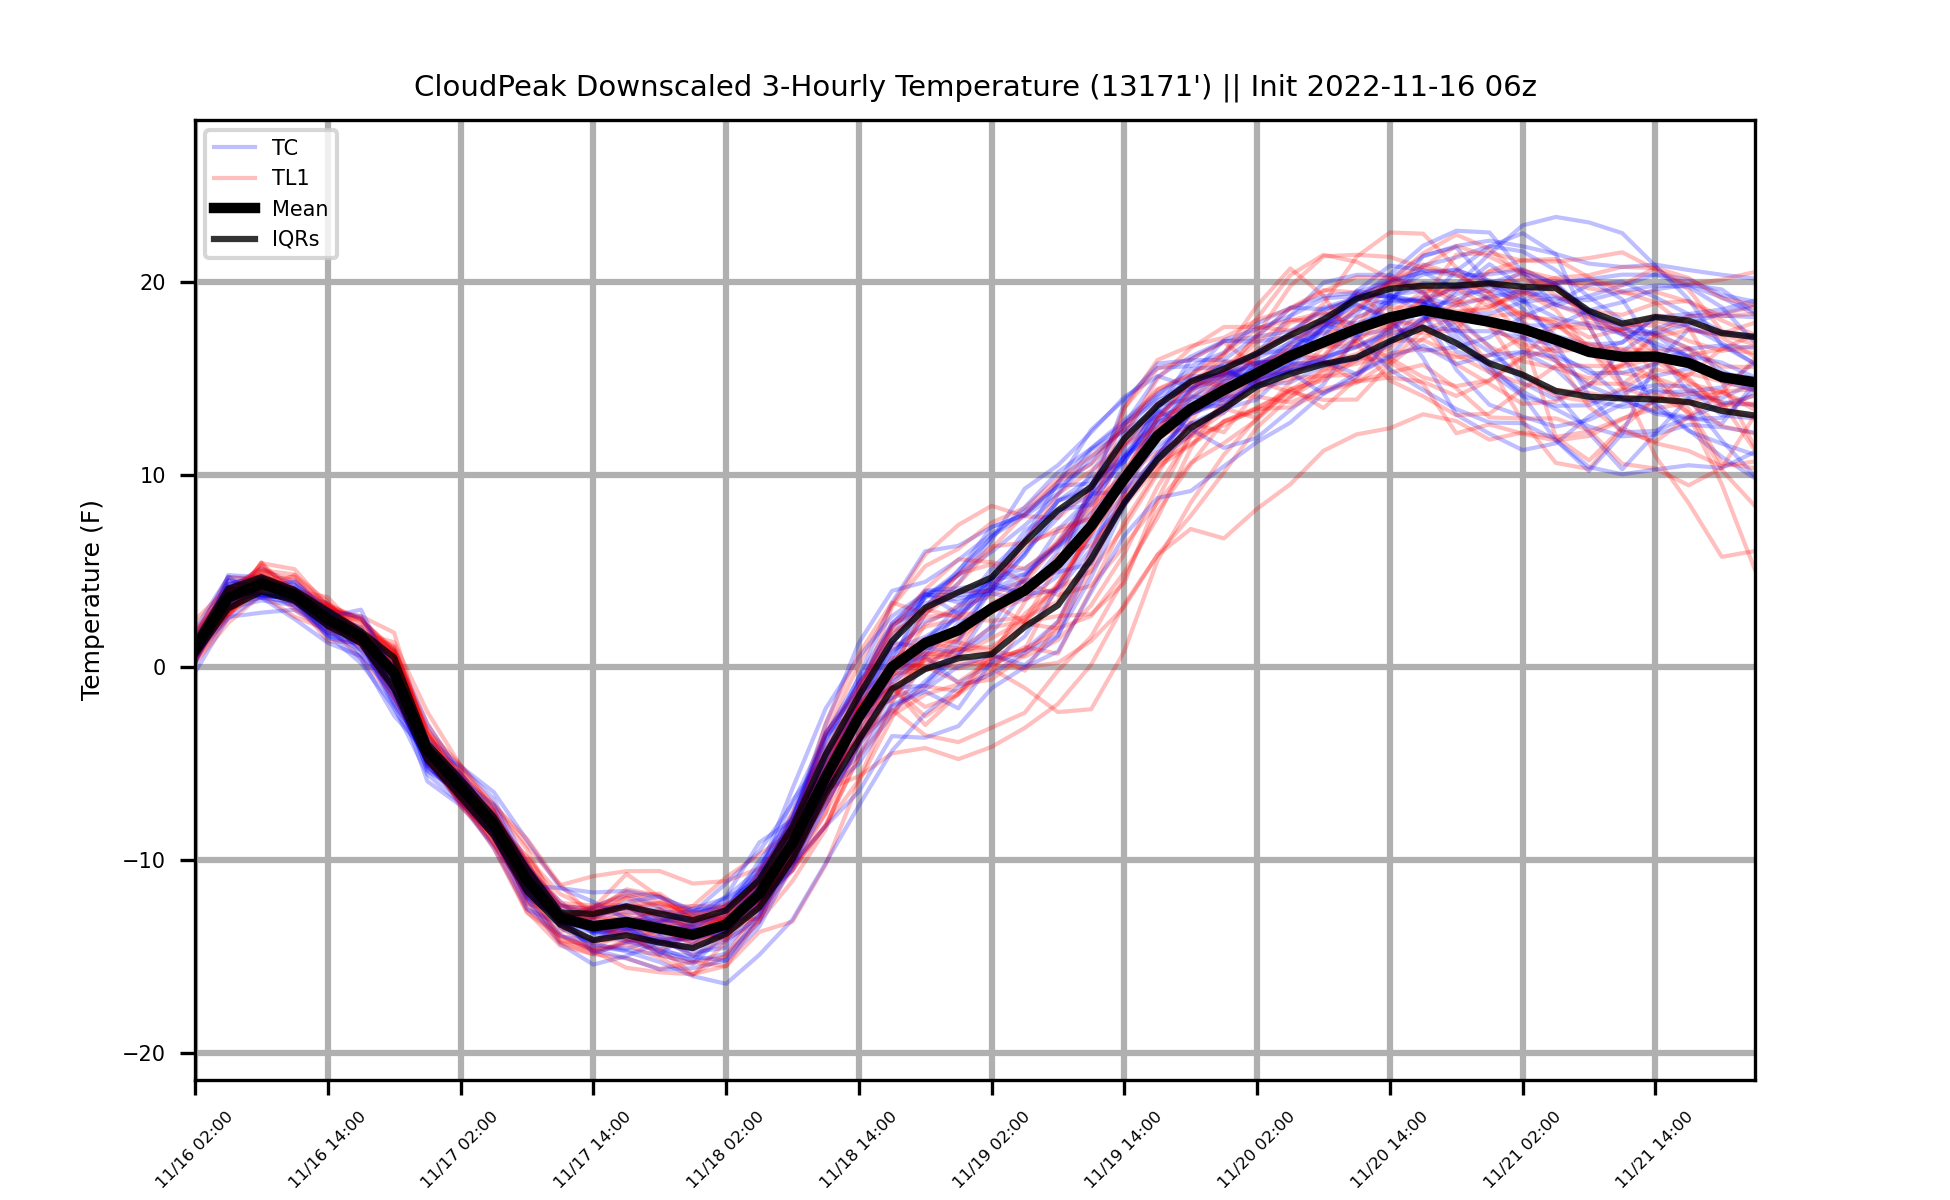 CloudPeak Downscaled 3-Hourly Temperature (13171') || Init 2022-11-16 06z
TC
TL1
Mean
IQRs
Temperature (F)
20
10
0
−10
−20
11/16 02:00
11/16 14:00
11/17 02:00
11/17 14:00
11/18 02:00
11/18 14:00
11/19 02:00
11/19 14:00
11/20 02:00
11/20 14:00
11/21 02:00
11/21 14:00